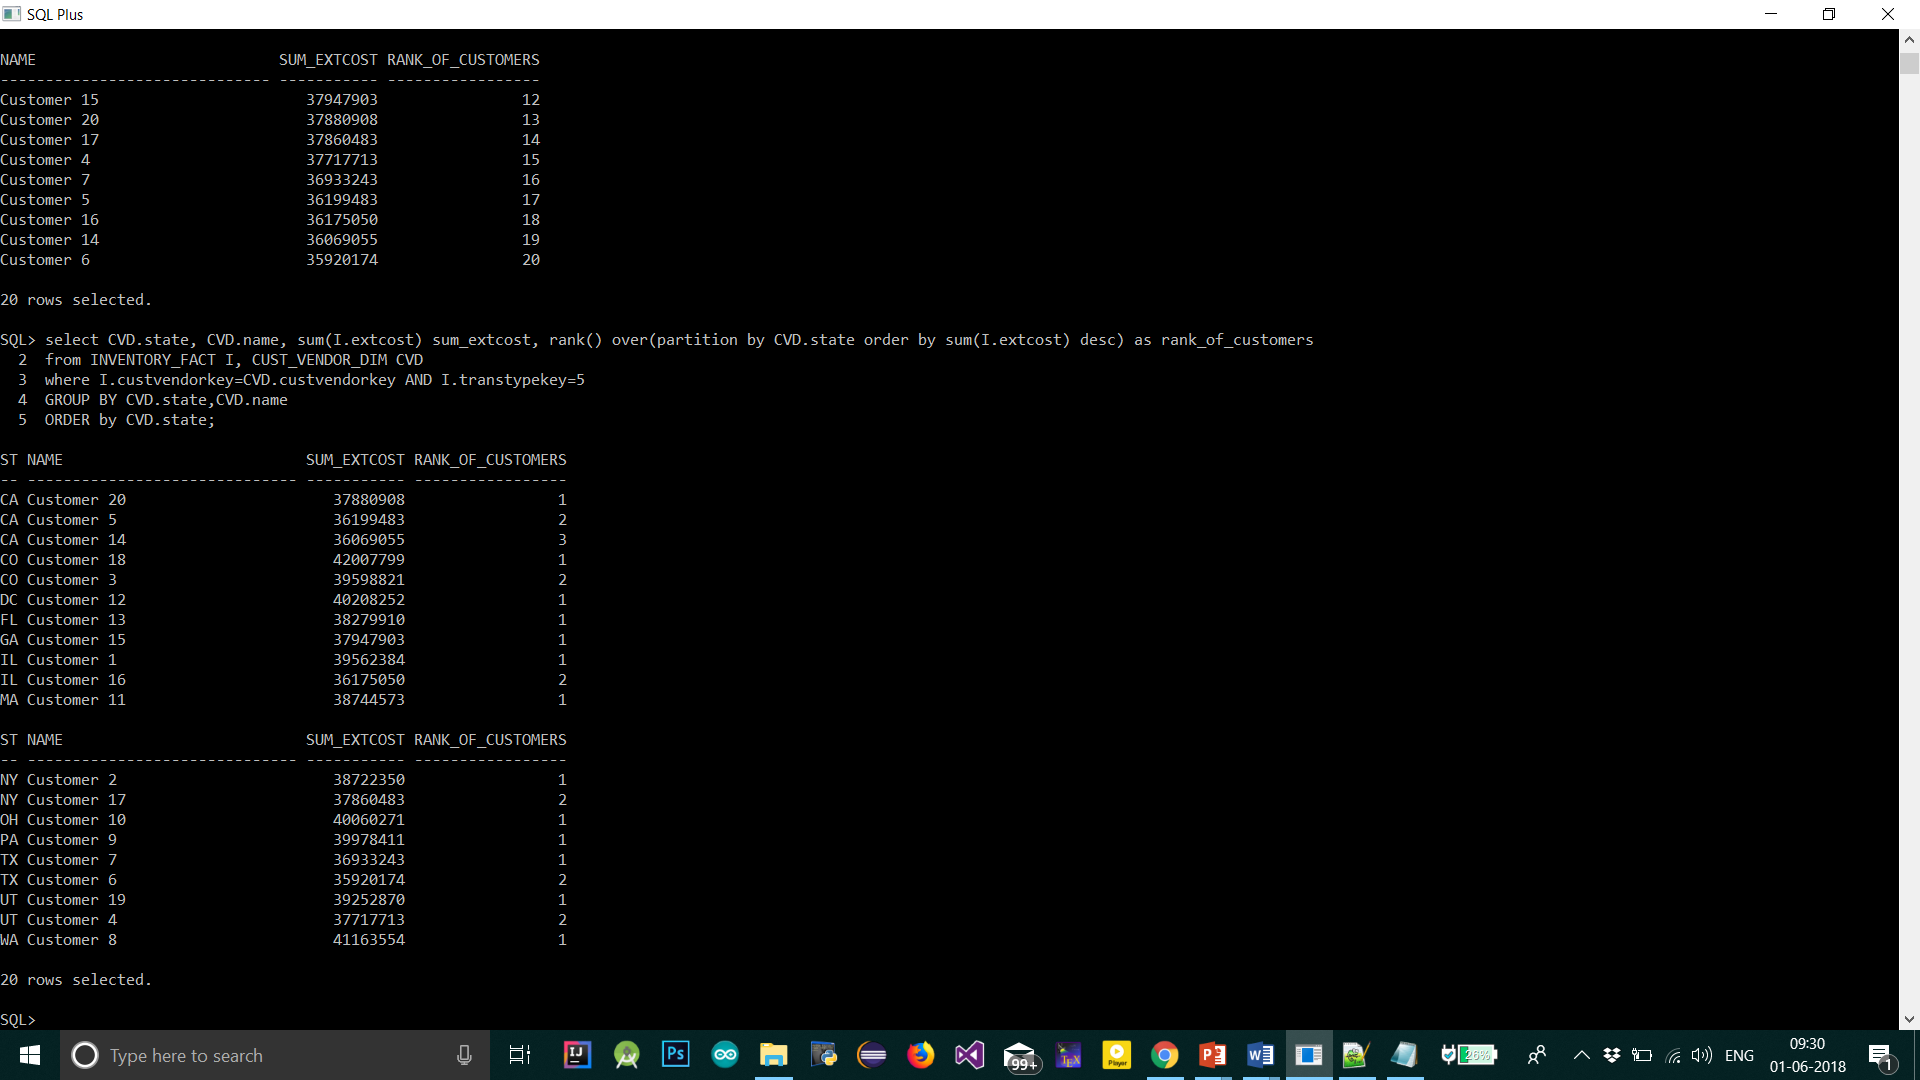 SQL Plus
NAME                           SUM_EXTCOST RANK_OF_CUSTOMERS
------------------------------ ----------- -----------------
Customer 15                       37947903                12
Customer 20                       37880908                13
Customer 17                       37860483                14
Customer 4                        37717713                15
Customer 7                        36933243                16
Customer 5                        36199483                17
Customer 16                       36175050                18
Customer 14                       36069055                19
Customer 6                        35920174                20
20 rows selected.
SQL> select CVD.state, CVD.name, sum(I.extcost) sum_extcost, rank() over(partition by CVD.state order by sum(I.extcost) desc) as rank_of_customers
  2  from INVENTORY_FACT I, CUST_VENDOR_DIM CVD
  3  where I.custvendorkey=CVD.custvendorkey AND I.transtypekey=5
  4  GROUP BY CVD.state,CVD.name
  5  ORDER by CVD.state;
ST NAME                           SUM_EXTCOST RANK_OF_CUSTOMERS
-- ------------------------------ ----------- -----------------
CA Customer 20                       37880908                 1
CA Customer 5                        36199483                 2
CA Customer 14                       36069055                 3
CO Customer 18                       42007799                 1
CO Customer 3                        39598821                 2
DC Customer 12                       40208252                 1
FL Customer 13                       38279910                 1
GA Customer 15                       37947903                 1
IL Customer 1                        39562384                 1
IL Customer 16                       36175050                 2
MA Customer 11                       38744573                 1
ST NAME                           SUM_EXTCOST RANK_OF_CUSTOMERS
-- ------------------------------ ----------- -----------------
NY Customer 2                        38722350                 1
NY Customer 17                       37860483                 2
OH Customer 10                       40060271                 1
PA Customer 9                        39978411                 1
TX Customer 7                        36933243                 1
TX Customer 6                        35920174                 2
UT Customer 19                       39252870                 1
UT Customer 4                        37717713                 2
WA Customer 8                        41163554                 1
20 rows selected.
SQL>
Type here to search
IJ
Ps
99+
TEX
Player
26%
ENG
09:30
01-06-2018
1